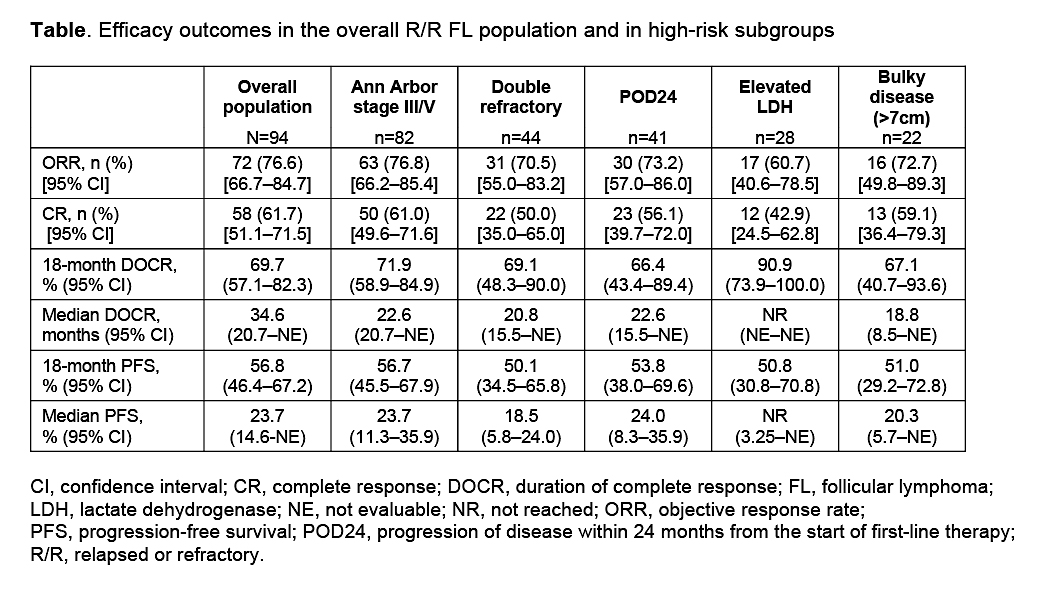 Table. Efficacy outcomes in the overall R/R FL population and in high-risk subgroups
Overall population N=94 Ann Arbor stage III/V n=82 Double refractory n=44 POD24 n=41 Elevated LDH n=28 Bulky disease (>7cm) n=22
ORR, n (%) 72 (76.6) 63 (76.8) 31 (70.5) 30 (73.2) 17 (60.7) 16 (72.7)
[95% CI] [66.7–84.7] [66.2–85.4] [55.0–83.2] [57.0–86.0] [40.6–78.5] [49.8–89.3]
CR, n (%) 58 (61.7) 50 (61.0) 22 (50.0) 23 (56.1) 12 (42.9) 13 (59.1)
[95% CI] [51.1–71.5] [49.6–71.6] [35.0–65.0] [39.7–72.0] [24.5–62.8] [36.4–79.3]
18-month DOCR, 69.7 71.9 69.1 66.4 90.9 67.1
% (95% CI) (57.1–82.3) (58.9–84.9) (48.3–90.0) (43.4–89.4) (73.9–100.0) (40.7–93.6)
Median DOCR, 34.6 22.6 20.8 22.6 NR 18.8
months (95% CI) (20.7–NE) (20.7–NE) (15.5–NE) (15.5–NE) (NE–NE) (8.5–NE)
18-month PFS, 56.8 56.7 50.1 53.8 50.8 51.0
% (95% CI) (46.4–67.2) (45.5–67.9) (34.5–65.8) (38.0–69.6) (30.8–70.8) (29.2–72.8)
Median PFS, 23.7 23.7 18.5 24.0 NR 20.3
% (95% CI) (14.6-NE) (11.3–35.9) (5.8–24.0) (8.3–35.9) (3.25–NE) (5.7–NE)
CI, confidence interval; CR, complete response; DOCR, duration of complete response; FL, follicular lymphoma;
LDH, lactate dehydrogenase; NE, not evaluable; NR, not reached; ORR, objective response rate;
PFS, progression-free survival; POD24, progression of disease within 24 months from the start of first-line therapy;
R/R, relapsed or refractory.